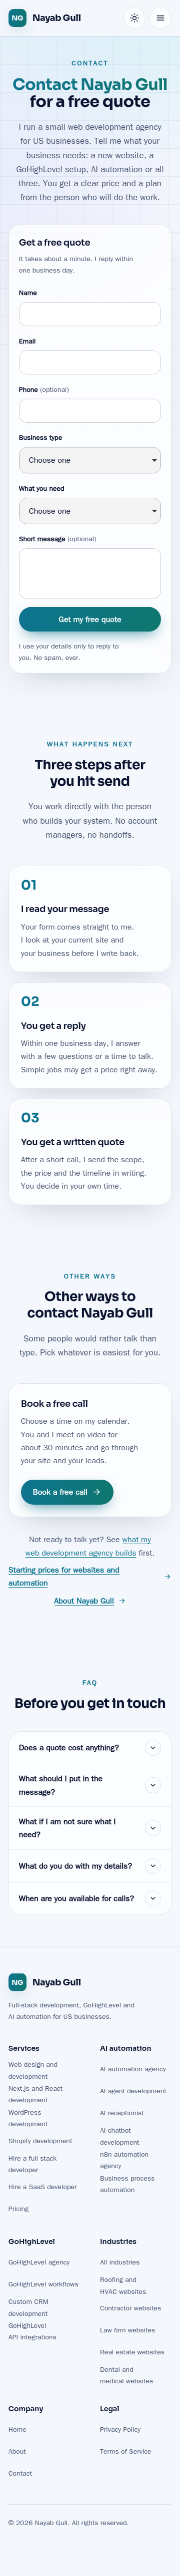 NG Nayab Gull
CONTACT
Contact Nayab Gull
for a free quote
I run a small web development agency
for US businesses. Tell me what your
business needs: a new website, a
GoHighLevel setup, AI automation or all
three. You get a clear price and a plan
from the person who will do the work.
Get a free quote
It takes about a minute. I reply within
one business day.
Name
Email
Phone (optional)
Business type
Choose one
What you need
Choose one
Short message (optional)
Get my free quote
I use your details only to reply to
you. No spam, ever.
WHAT HAPPENS NEXT
Three steps after
you hit send
You work directly with the person
who builds your system. No account
managers, no handoffs.
01
I read your message
Your form comes straight to me.
I look at your current site and
your business before I write back.
02
You get a reply
Within one business day, I answer
with a few questions or a time to talk.
Simple jobs may get a price right away.
03
You get a written quote
After a short call, I send the scope,
the price and the timeline in writing.
You decide in your own time.
OTHER WAYS
Other ways to
contact Nayab Gull
Some people would rather talk than
type. Pick whatever is easiest for you.
Book a free call
Choose a time on my calendar.
You and I meet on video for
about 30 minutes and go through
your site and your leads.
Book a free call →
Not ready to talk yet? See what my
web development agency builds first.
Starting prices for websites and
automation →
About Nayab Gull →
FAQ
Before you get in touch
Does a quote cost anything?
What should I put in the
message?
What if I am not sure what I
need?
What do you do with my details?
When are you available for calls?
NG Nayab Gull
Full-stack development, GoHighLevel and
AI automation for US businesses.
Services
Web design and
development
Next.js and React
development
WordPress
development
Shopify development
Hire a full stack
developer
Hire a SaaS developer
Pricing
AI automation
AI automation agency
AI agent development
AI receptionist
AI chatbot
development
n8n automation
agency
Business process
automation
GoHighLevel
GoHighLevel agency
GoHighLevel workflows
Custom CRM
development
GoHighLevel
API integrations
Industries
All industries
Roofing and
HVAC websites
Contractor websites
Law firm websites
Real estate websites
Dental and
medical websites
Company
Home
About
Contact
Legal
Privacy Policy
Terms of Service
© 2026 Nayab Gull. All rights reserved.